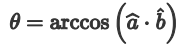 θ = arccos (â · b̂)